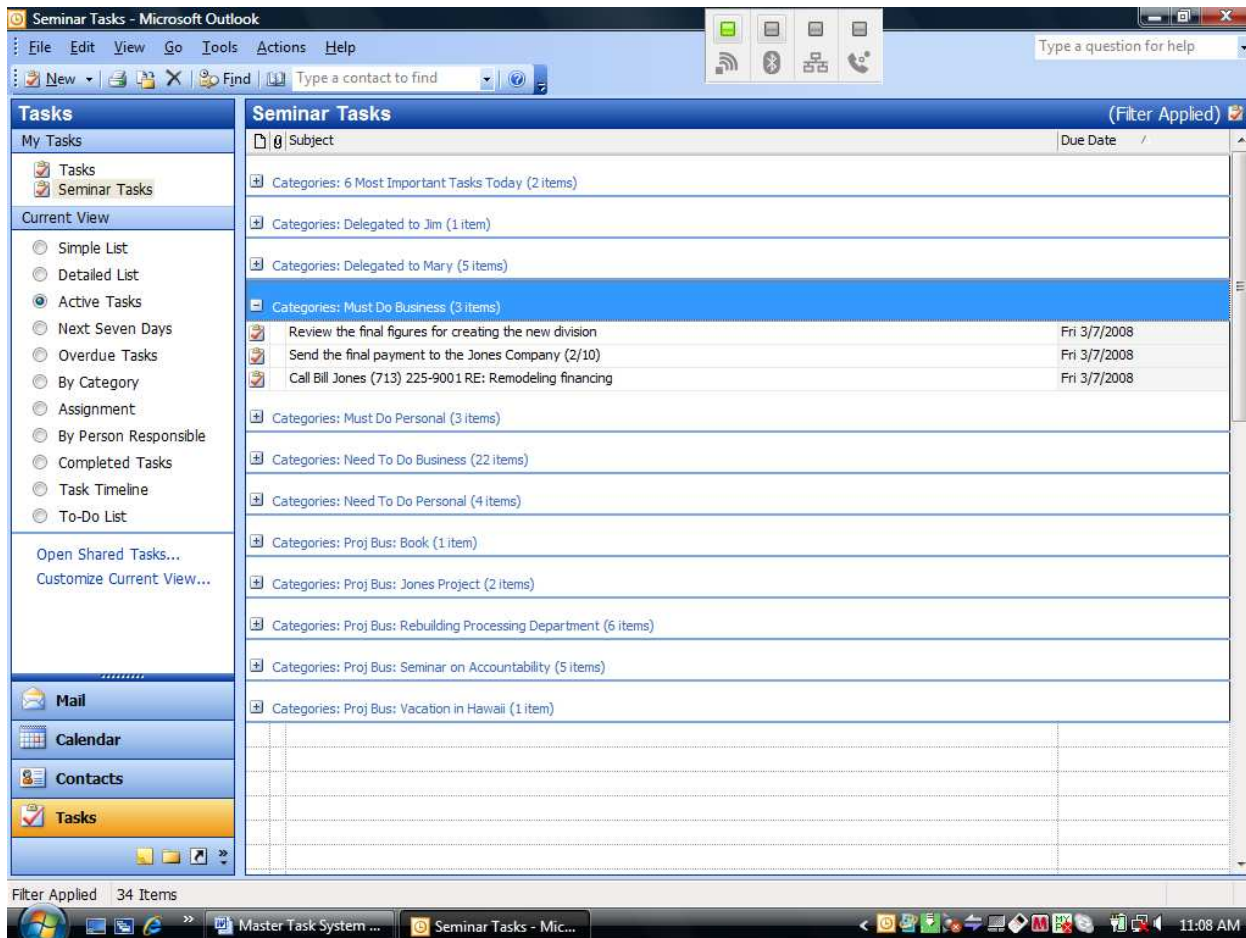 Seminar Tasks - Microsoft Outlook
File Edit View Go Tools Actions Help
Type a question for help
New Find Type a contact to find
Tasks
My Tasks
Tasks
Seminar Tasks
Current View
Simple List
Detailed List
Active Tasks
Next Seven Days
Overdue Tasks
By Category
Assignment
By Person Responsible
Completed Tasks
Task Timeline
To-Do List
Open Shared Tasks...
Customize Current View...
Mail
Calendar
Contacts
Tasks
Seminar Tasks (Filter Applied)
Subject Due Date
Categories: 6 Most Important Tasks Today (2 items)
Categories: Delegated to Jim (1 item)
Categories: Delegated to Mary (5 items)
Categories: Must Do Business (3 items)
Review the final figures for creating the new division Fri 3/7/2008
Send the final payment to the Jones Company (2/10) Fri 3/7/2008
Call Bill Jones (713) 225-9001 RE: Remodeling financing Fri 3/7/2008
Categories: Must Do Personal (3 items)
Categories: Need To Do Business (22 items)
Categories: Need To Do Personal (4 items)
Categories: Proj Bus: Book (1 item)
Categories: Proj Bus: Jones Project (2 items)
Categories: Proj Bus: Rebuilding Processing Department (6 items)
Categories: Proj Bus: Seminar on Accountability (5 items)
Categories: Proj Bus: Vacation in Hawaii (1 item)
Filter Applied 34 Items
Master Task System ... Seminar Tasks - Mic... 11:08 AM